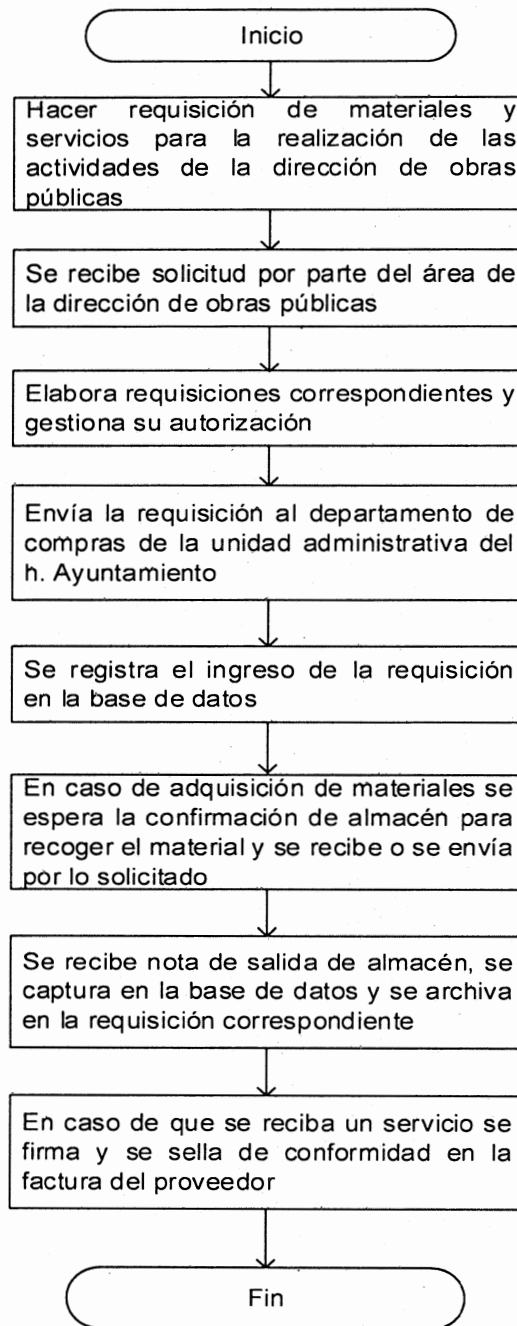 Inicio
Hacer requisición de materiales y
servicios para la realización de las
actividades de la dirección de obras
públicas
Se recibe solicitud por parte del área de
la dirección de obras públicas
Elabora requisiciones correspondientes y
gestiona su autorización
Envía la requisición al departamento de
compras de la unidad administrativa del
h. Ayuntamiento
Se registra el ingreso de la requisición
en la base de datos
En caso de adquisición de materiales se
espera la confirmación de almacén para
recoger el material y se recibe o se envía
por lo solicitado
Se recibe nota de salida de almacén, se
captura en la base de datos y se archiva
en la requisición correspondiente
En caso de que se reciba un servicio se
firma y se sella de conformidad en la
factura del proveedor
Fin